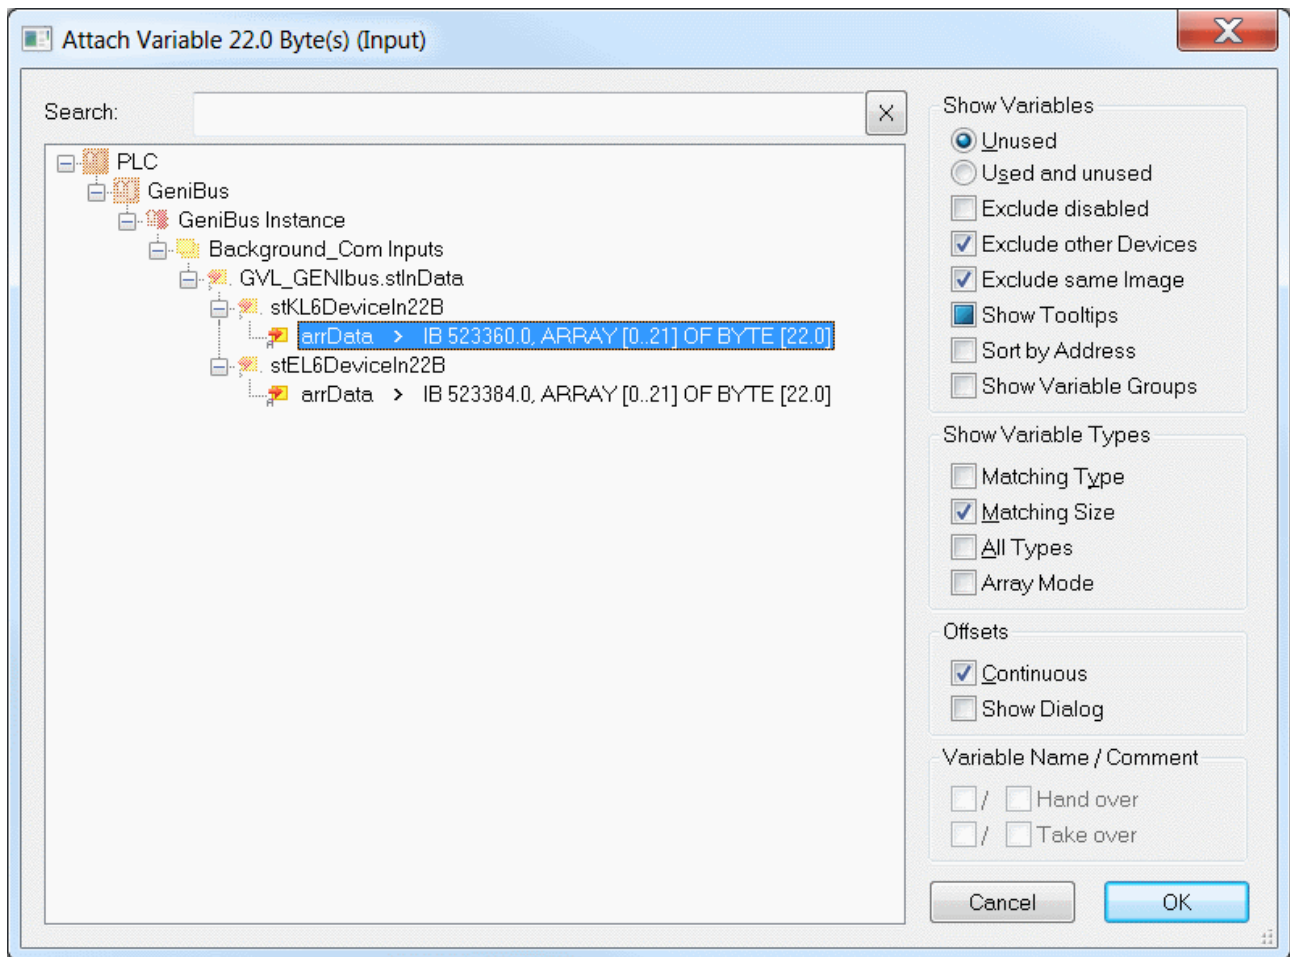 Attach Variable 22.0 Byte(s) (Input)
Search:
X
PLC
GeniBus
GeniBus Instance
Background_Com Inputs
GVL_GENIbus.stInData
stKL6DeviceIn22B
arrData > IB 523360.0, ARRAY [0..21] OF BYTE [22.0]
stEL6DeviceIn22B
arrData > IB 523384.0, ARRAY [0..21] OF BYTE [22.0]
Show Variables
Unused
Used and unused
Exclude disabled
Exclude other Devices
Exclude same Image
Show Tooltips
Sort by Address
Show Variable Groups
Show Variable Types
Matching Type
Matching Size
All Types
Array Mode
Offsets
Continuous
Show Dialog
Variable Name / Comment
/ Hand over
/ Take over
Cancel
OK